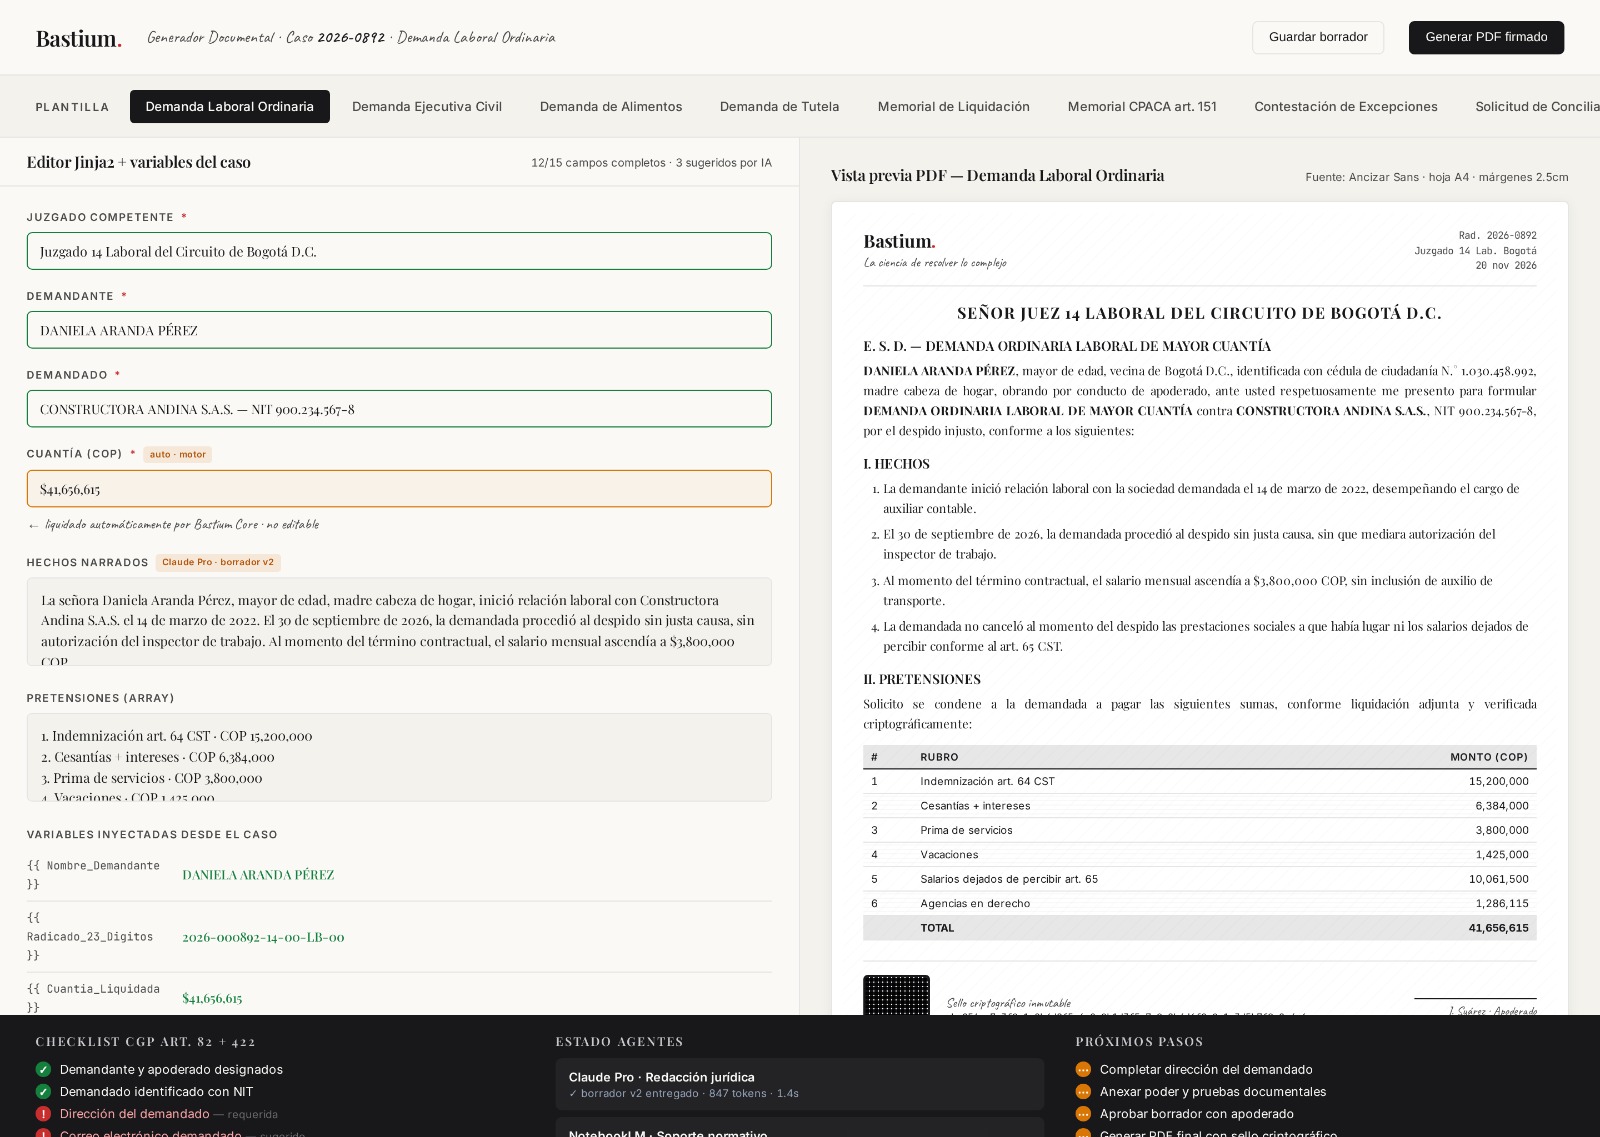 Bastium.
Generador Documental · Caso 2026-0892 · Demanda Laboral Ordinaria
Guardar borrador
Generar PDF firmado
PLANTILLA
Demanda Laboral Ordinaria
Demanda Ejecutiva Civil
Demanda de Alimentos
Demanda de Tutela
Memorial de Liquidación
Memorial CPACA art. 151
Contestación de Excepciones
Solicitud de Concilia
Editor Jinja2 + variables del caso
12/15 campos completos · 3 sugeridos por IA
JUZGADO COMPETENTE *
Juzgado 14 Laboral del Circuito de Bogotá D.C.
DEMANDANTE *
DANIELA ARANDA PÉREZ
DEMANDADO *
CONSTRUCTORA ANDINA S.A.S. — NIT 900.234.567-8
CUANTÍA (COP) * auto · motor
$41,656,615
← liquidado automáticamente por Bastium Core · no editable
HECHOS NARRADOS Claude Pro · borrador v2
La señora Daniela Aranda Pérez, mayor de edad, madre cabeza de hogar, inició relación laboral con Constructora
Andina S.A.S. el 14 de marzo de 2022. El 30 de septiembre de 2026, la demandada procedió al despido sin justa causa, sin
autorización del inspector de trabajo. Al momento del término contractual, el salario mensual ascendía a $3,800,000
COP
PRETENSIONES (ARRAY)
1. Indemnización art. 64 CST · COP 15,200,000
2. Cesantías + intereses · COP 6,384,000
3. Prima de servicios · COP 3,800,000
4. Vacaciones · COP 1,425,000
VARIABLES INYECTADAS DESDE EL CASO
{{ Nombre_Demandante
}}
DANIELA ARANDA PÉREZ
{{
Radicado_23_Digitos
}}
2026-000892-14-00-LB-00
{{ Cuantia_Liquidada
}}
$41,656,615
Vista previa PDF — Demanda Laboral Ordinaria
Fuente: Ancizar Sans · hoja A4 · márgenes 2.5cm
Bastium.
La ciencia de resolver lo complejo
Rad. 2026-0892
Juzgado 14 Lab. Bogotá
20 nov 2026
SEÑOR JUEZ 14 LABORAL DEL CIRCUITO DE BOGOTÁ D.C.
E. S. D. — DEMANDA ORDINARIA LABORAL DE MAYOR CUANTÍA
DANIELA ARANDA PÉREZ, mayor de edad, vecina de Bogotá D.C., identificada con cédula de ciudadanía N.° 1.030.458.992,
madre cabeza de hogar, obrando por conducto de apoderado, ante usted respetuosamente me presento para formular
DEMANDA ORDINARIA LABORAL DE MAYOR CUANTÍA contra CONSTRUCTORA ANDINA S.A.S., NIT 900.234.567-8,
por el despido injusto, conforme a los siguientes:
I. HECHOS
1. La demandante inició relación laboral con la sociedad demandada el 14 de marzo de 2022, desempeñando el cargo de
auxiliar contable.
2. El 30 de septiembre de 2026, la demandada procedió al despido sin justa causa, sin que mediara autorización del
inspector de trabajo.
3. Al momento del término contractual, el salario mensual ascendía a $3,800,000 COP, sin inclusión de auxilio de
transporte.
4. La demandada no canceló al momento del despido las prestaciones sociales a que había lugar ni los salarios dejados de
percibir conforme al art. 65 CST.
II. PRETENSIONES
Solicito se condene a la demandada a pagar las siguientes sumas, conforme liquidación adjunta y verificada
criptográficamente:
# RUBRO MONTO (COP)
1 Indemnización art. 64 CST 15,200,000
2 Cesantías + intereses 6,384,000
3 Prima de servicios 3,800,000
4 Vacaciones 1,425,000
5 Salarios dejados de percibir art. 65 10,061,500
6 Agencias en derecho 1,286,115
TOTAL 41,656,615
Sello criptográfico inmutable
J. Suárez · Apoderado
CHECKLIST CGP ART. 82 + 422
✓ Demandante y apoderado designados
✓ Demandado identificado con NIT
! Dirección del demandado — requerida
! Correo electrónico demandado — sugerido
ESTADO AGENTES
Claude Pro · Redacción jurídica
✓ borrador v2 entregado · 847 tokens · 1.4s
NotebookLM · Soporte normativo
PRÓXIMOS PASOS
Completar dirección del demandado
Anexar poder y pruebas documentales
Aprobar borrador con apoderado
Generar PDF final con sello criptográfico